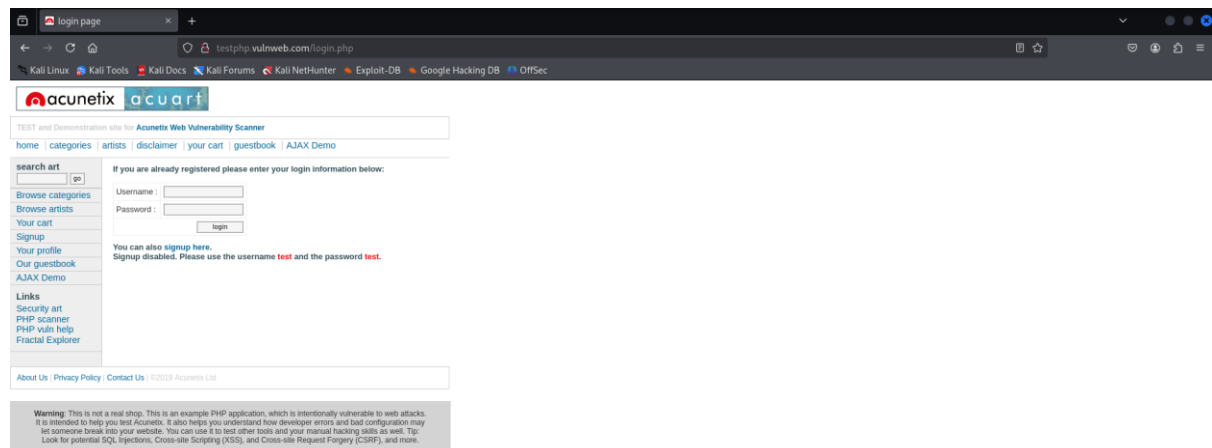 login page
testphp.vulnweb.com/login.php
Kali Linux Kali Tools Kali Docs Kali Forums Kali NetHunter Exploit-DB Google Hacking DB OffSec
acunetix acuart
TEST and Demonstration site for Acunetix Web Vulnerability Scanner
home | categories | artists | disclaimer | your cart | guestbook | AJAX Demo
search art
go
Browse categories
Browse artists
Your cart
Signup
Your profile
Our guestbook
AJAX Demo
Links
Security art
PHP scanner
PHP vuln help
Fractal Explorer
If you are already registered please enter your login information below:
Username :
Password :
login
You can also signup here.
Signup disabled. Please use the username test and the password test.
About Us | Privacy Policy | Contact Us | ©2019 Acunetix Ltd
Warning: This is not a real shop. This is an example PHP application, which is intentionally vulnerable to web attacks.
It is intended to help you test Acunetix. It also helps you understand how developer errors and bad configuration may
let someone break into your website. You can use it to test other tools and your manual hacking skills as well. Tip:
Look for potential SQL Injections, Cross-site Scripting (XSS), and Cross-site Request Forgery (CSRF), and more.